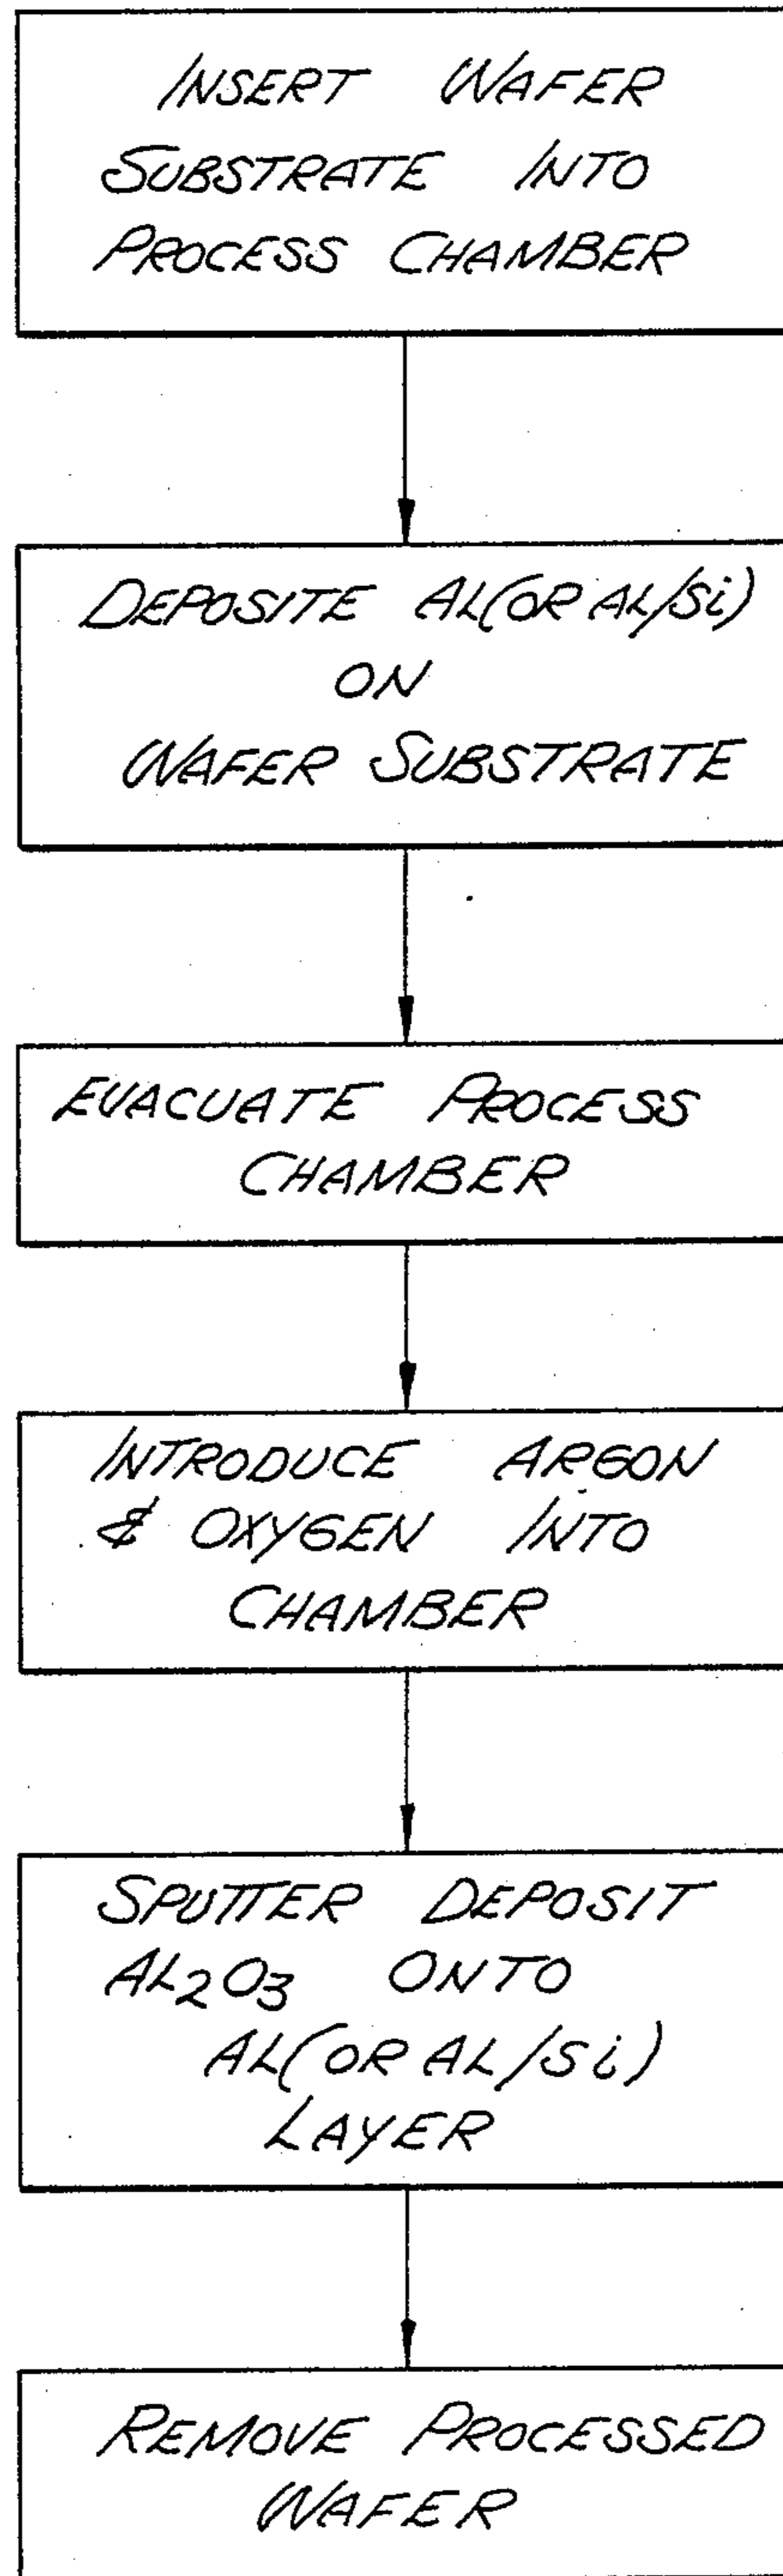 INSERT WAFER
SUBSTRATE INTO
PROCESS CHAMBER
DEPOSITE AL(OR AL/Si)
ON
WAFER SUBSTRATE
EVACUATE PROCESS
CHAMBER
INTRODUCE ARGON
& OXYGEN INTO
CHAMBER
SPUTTER DEPOSIT
AL₂O₃ ONTO
AL(OR AL/Si)
LAYER
REMOVE PROCESSED
WAFER